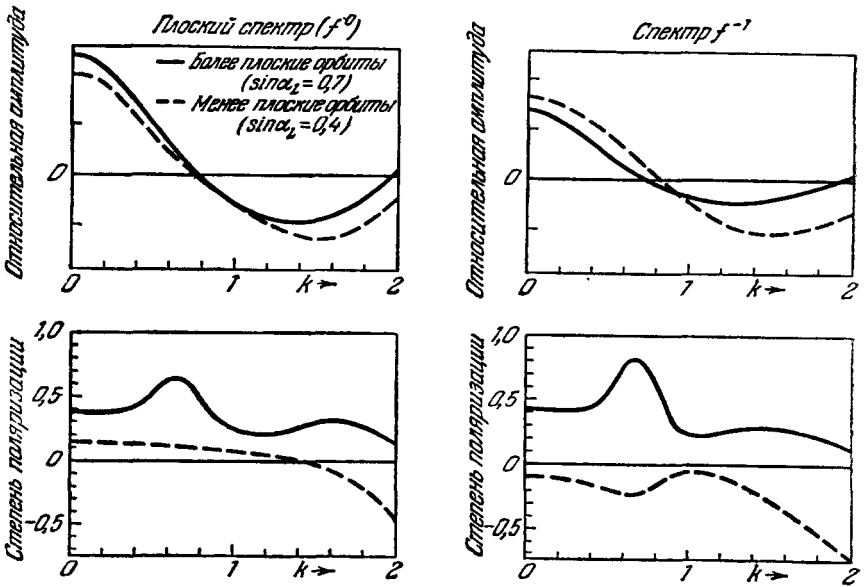 Плоский спектр (f⁰)
Относительная амплитуда
Более плоские орбиты
(sinα₂ = 0,7)
Менее плоские орбиты
(sinα₂ = 0,4)
0
0
1
k→
2
Спектр f⁻¹
Относительная амплитуда
0
0
1
k→
2
Степень поляризации
1,0
0,5
0
-0,5
0
1
k→
2
Степень поляризации
1,0
0,5
0
-0,5
0
1
k→
2